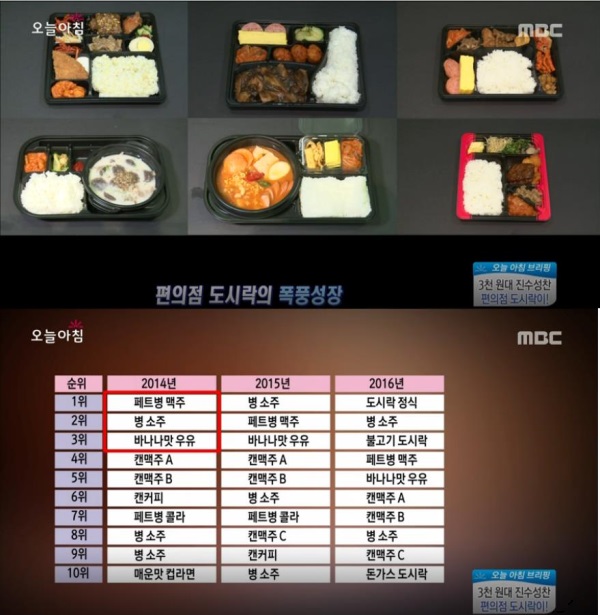 오늘아침
MBC
편의점 도시락의 폭풍성장
오늘 아침 브리핑
3천 원대 진수성찬
편의점 도시락이!
오늘아침
MBC
순위 2014년 2015년 2016년
1위 페트병 맥주 병 소주 도시락 정식
2위 병 소주 페트병 맥주 병 소주
3위 바나나맛 우유 바나나맛 우유 불고기 도시락
4위 캔맥주 A 캔맥주 A 페트병 맥주
5위 캔맥주 B 캔맥주 B 바나나맛 우유
6위 캔커피 병 소주 캔맥주 A
7위 페트병 콜라 페트병 콜라 캔맥주 B
8위 병 소주 캔맥주 C 병 소주
9위 병 소주 캔커피 캔맥주 C
10위 매운맛 컵라면 병 소주 돈가스 도시락
오늘 아침 브리핑
3천 원대 진수성찬
편의점 도시락이!